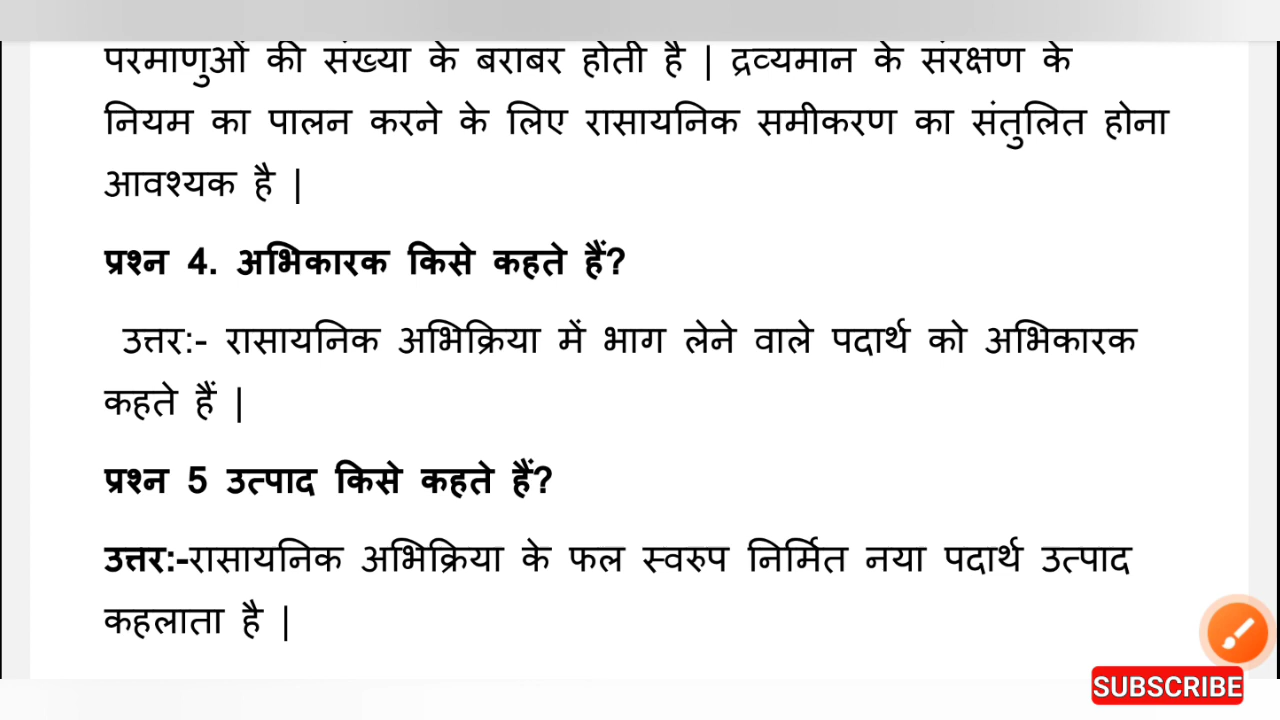 परमाणुओं की संख्या के बराबर होती है | द्रव्यमान के संरक्षण के
नियम का पालन करने के लिए रासायनिक समीकरण का संतुलित होना
आवश्यक है |
प्रश्न 4. अभिकारक किसे कहते हैं?
उत्तर:- रासायनिक अभिक्रिया में भाग लेने वाले पदार्थ को अभिकारक
कहते हैं |
प्रश्न 5 उत्पाद किसे कहते हैं?
उत्तर:-रासायनिक अभिक्रिया के फल स्वरुप निर्मित नया पदार्थ उत्पाद
कहलाता है |
SUBSCRIBE